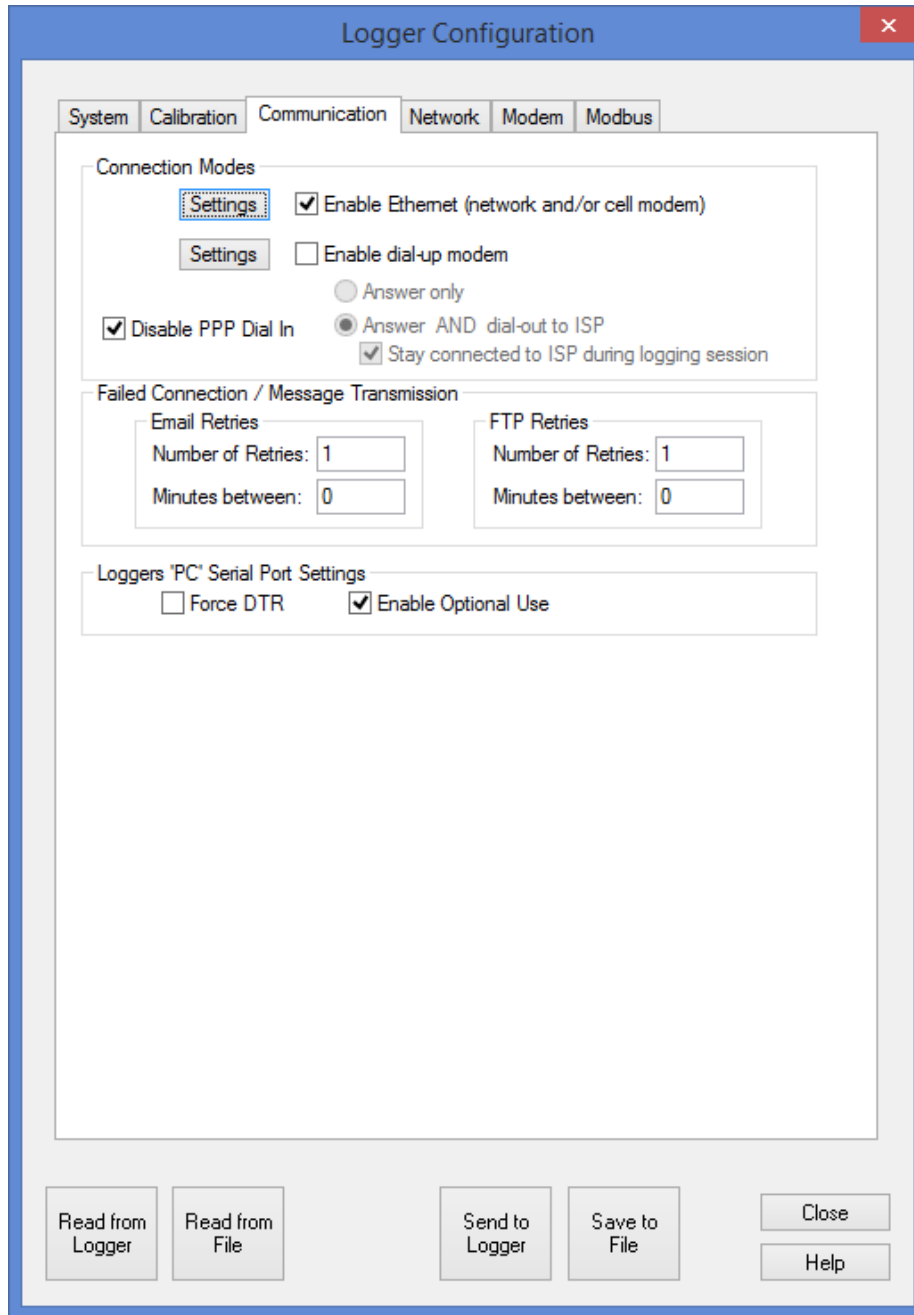 Logger Configuration
System Calibration Communication Network Modem Modbus
Connection Modes
Settings Enable Ethernet (network and/or cell modem)
Settings Enable dial-up modem
Answer only
Disable PPP Dial In Answer AND dial-out to ISP
Stay connected to ISP during logging session
Failed Connection / Message Transmission
Email Retries FTP Retries
Number of Retries: 1 Number of Retries: 1
Minutes between: 0 Minutes between: 0
Loggers 'PC' Serial Port Settings
Force DTR Enable Optional Use
Read from Logger Read from File Send to Logger Save to File Close
Help